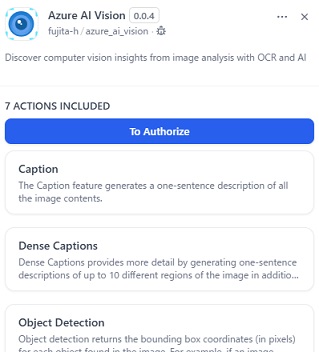 Azure AI Vision 0.0.4
fujita-h / azure_ai_vision ·
Discover computer vision insights from image analysis with OCR and AI
7 ACTIONS INCLUDED
To Authorize
Caption
The Caption feature generates a one-sentence description of all
the image contents.
Dense Captions
Dense Captions provides more detail by generating one-sentence
descriptions of up to 10 different regions of the image in additio...
Object Detection
Object detection returns the bounding box coordinates (in pixels)
for each object found in the image. For example, if an image